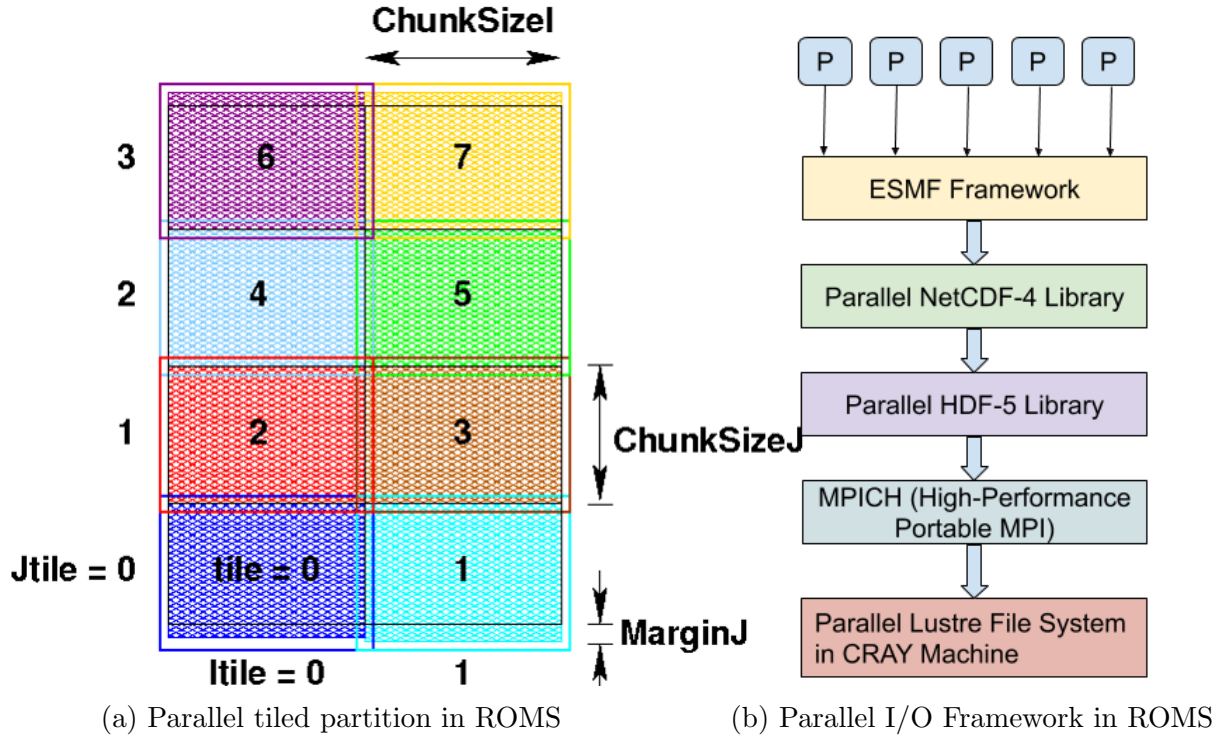 ChunkSizeI
3
6
7
2
4
5
1
2
3
ChunkSizeJ
Jtile = 0
tile = 0
1
MarginJ
Itile = 0
1
(a) Parallel tiled partition in ROMS
P P P P P
ESMF Framework
Parallel NetCDF-4 Library
Parallel HDF-5 Library
MPICH (High-Performance
Portable MPI)
Parallel Lustre File System
in CRAY Machine
(b) Parallel I/O Framework in ROMS